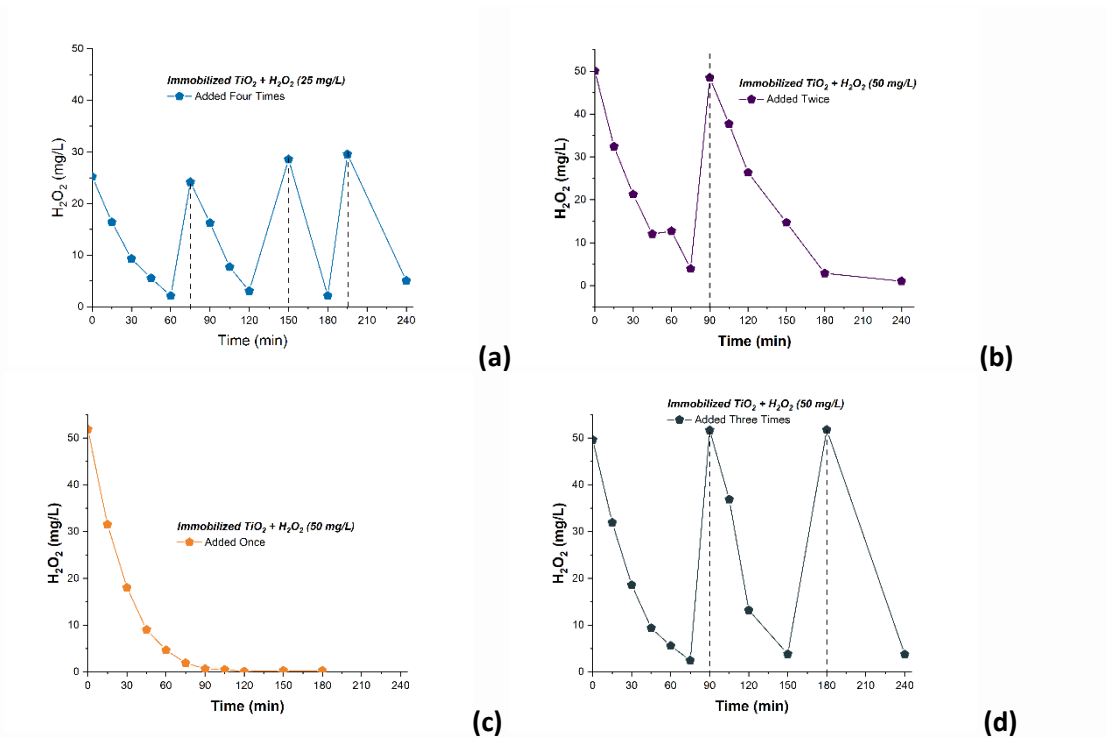 50
40
30
20
10
0
H₂O₂ (mg/L)
Immobilized TiO₂ + H₂O₂ (25 mg/L)
Added Four Times
0 30 60 90 120 150 180 210 240
Time (min)
(a)
50
40
30
20
10
0
H₂O₂ (mg/L)
Immobilized TiO₂ + H₂O₂ (50 mg/L)
Added Twice
0 30 60 90 120 150 180 210 240
Time (min)
(b)
50
40
30
20
10
0
H₂O₂ (mg/L)
Immobilized TiO₂ + H₂O₂ (50 mg/L)
Added Once
0 30 60 90 120 150 180 210 240
Time (min)
(c)
Immobilized TiO₂ + H₂O₂ (50 mg/L)
Added Three Times
50
40
30
20
10
0
H₂O₂ (mg/L)
0 30 60 90 120 150 180 210 240
Time (min)
(d)